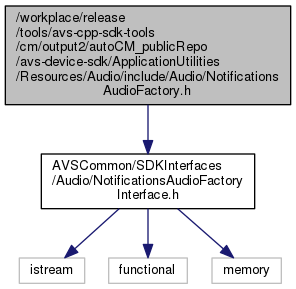 /workplace/release
/tools/avs-cpp-sdk-tools
/cm/output2/autoCM_publicRepo
/avs-device-sdk/ApplicationUtilities
/Resources/Audio/include/Audio/Notifications
AudioFactory.h
AVSCommon/SDKInterfaces
/Audio/NotificationsAudioFactory
Interface.h
istream
functional
memory